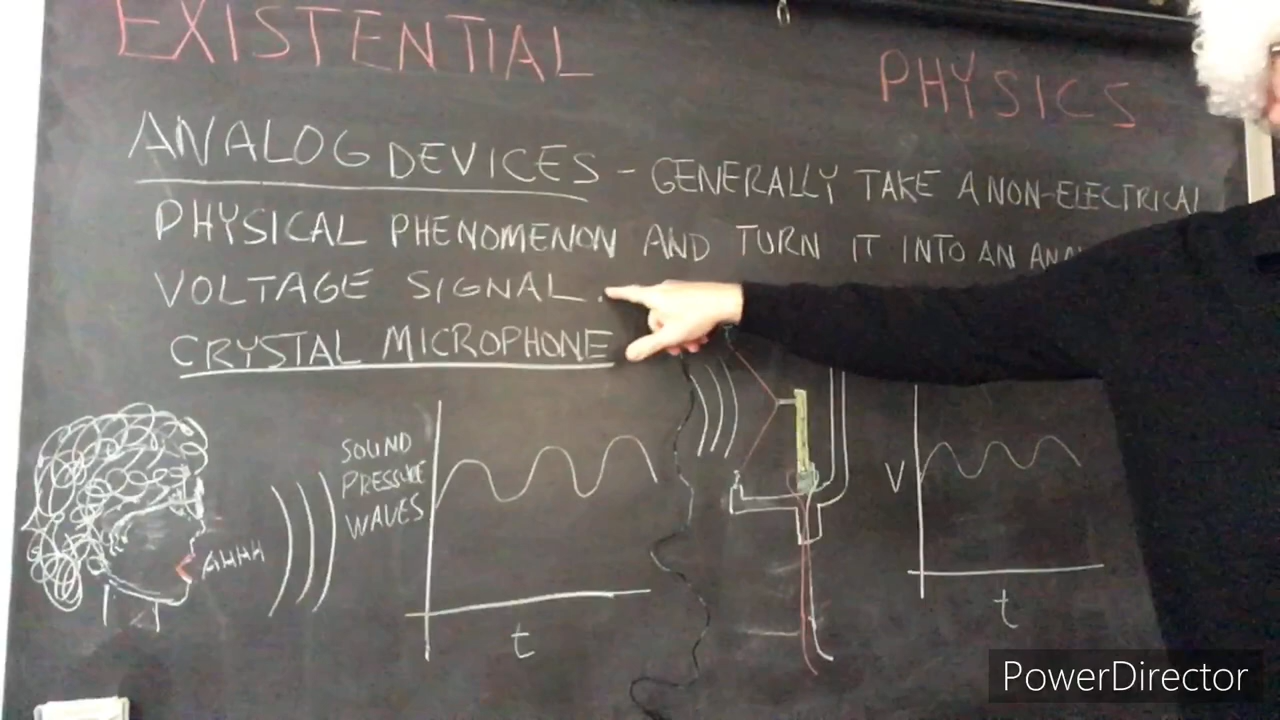 EXISTENTIAL PHYSICS
ANALOG DEVICES - GENERALLY TAKE A NON-ELECTRICAL
PHYSICAL PHENOMENON AND TURN IT INTO AN
VOLTAGE SIGNAL.
CRYSTAL MICROPHONE
SOUND
PRESSURE
WAVES
AHHH
t
V
t
PowerDirector